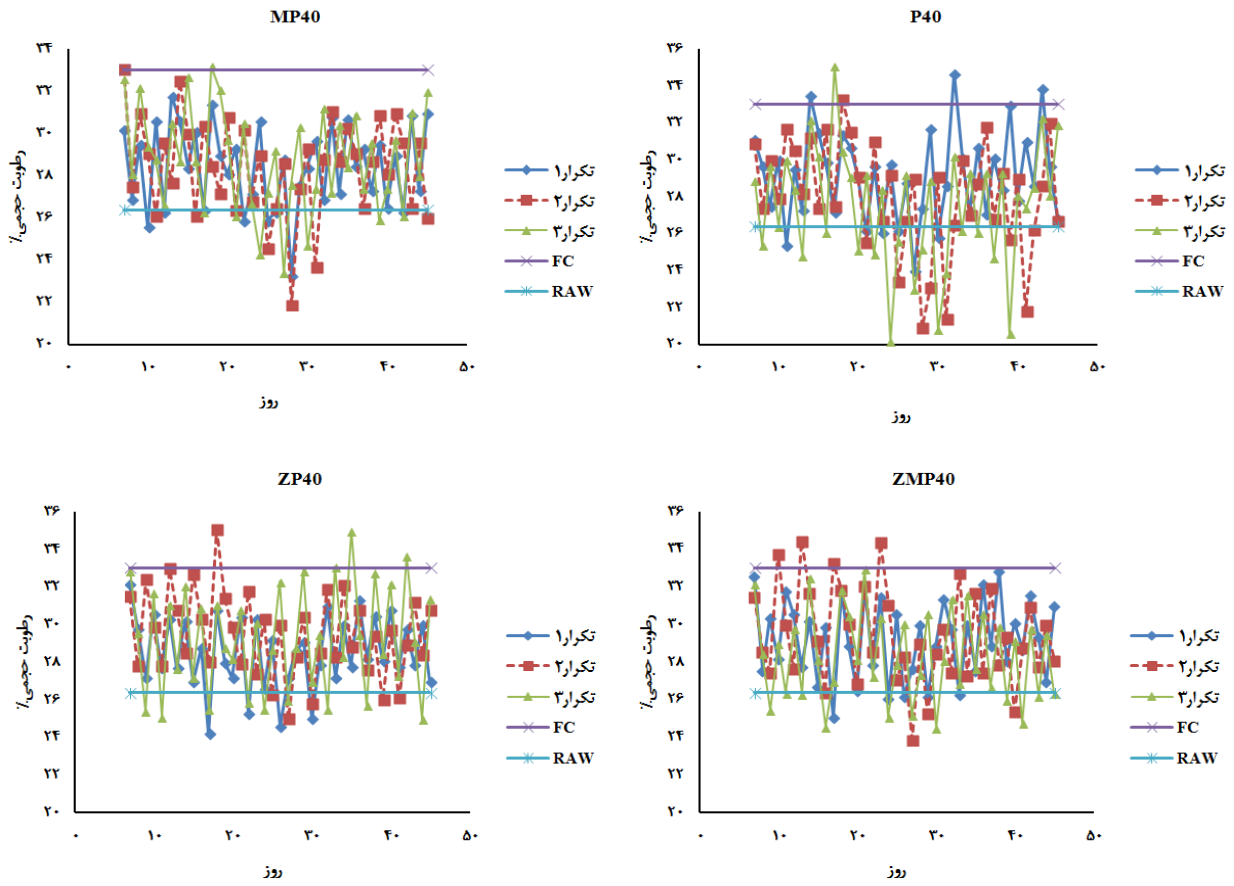 MP40
رطوبت حجمی٪
۳۴
۳۲
۳۰
۲۸
۲۶
۲۴
۲۲
۲۰
۰
۱۰
۲۰
۳۰
۴۰
۵۰
روز
تکرار۱
تکرار۲
تکرار۳
FC
RAW
P40
رطوبت حجمی٪
۳۶
۳۴
۳۲
۳۰
۲۸
۲۶
۲۴
۲۲
۲۰
۰
۱۰
۲۰
۳۰
۴۰
۵۰
روز
تکرار۱
تکرار۲
تکرار۳
FC
RAW
ZP40
رطوبت حجمی٪
۳۶
۳۴
۳۲
۳۰
۲۸
۲۶
۲۴
۲۲
۲۰
۰
۱۰
۲۰
۳۰
۴۰
۵۰
روز
تکرار۱
تکرار۲
تکرار۳
FC
RAW
ZMP40
رطوبت حجمی٪
۳۶
۳۴
۳۲
۳۰
۲۸
۲۶
۲۴
۲۲
۲۰
۰
۱۰
۲۰
۳۰
۴۰
۵۰
روز
تکرار۱
تکرار۲
تکرار۳
FC
RAW